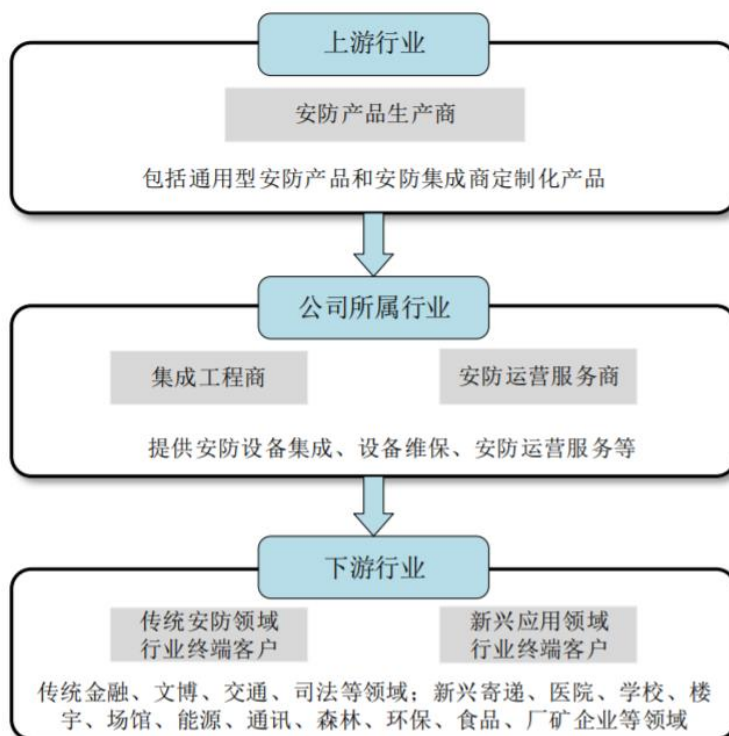 上游行业
安防产品生产商
包括通用型安防产品和安防集成商定制化产品
公司所属行业
集成工程商
安防运营服务商
提供安防设备集成、设备维保、安防运营服务等
下游行业
传统安防领域
行业终端客户
新兴应用领域
行业终端客户
传统金融、文博、交通、司法等领域；新兴寄递、医院、学校、楼
宇、场馆、能源、通讯、森林、环保、食品、厂矿企业等领域